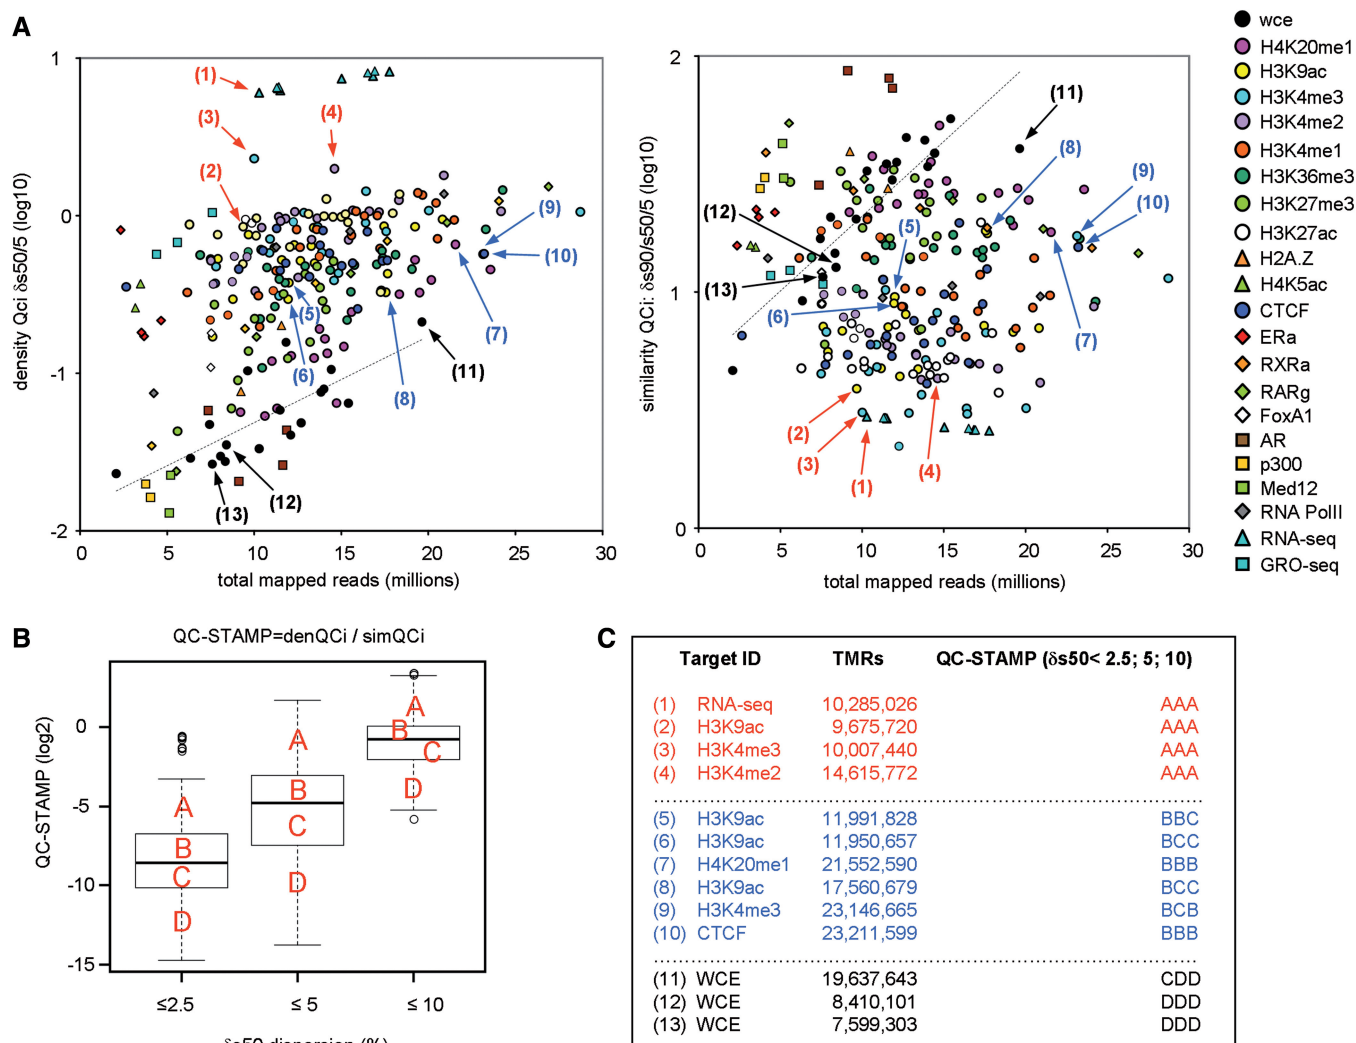 A
1
0
-1
-2
density Qci δs50/5 (log10)
0 5 10 15 20 25 30
total mapped reads (millions)
(1)
(2)
(3)
(4)
(5)
(6)
(7)
(8)
(9)
(10)
(11)
(12)
(13)
2
1
0
similarity QCi: δs90/s50/5 (log10)
0 5 10 15 20 25 30
total mapped reads (millions)
(1)
(2)
(3)
(4)
(5)
(6)
(7)
(8)
(9)
(10)
(11)
(12)
(13)
wce
H4K20me1
H3K9ac
H3K4me3
H3K4me2
H3K4me1
H3K36me3
H3K27me3
H3K27ac
H2A.Z
H4K5ac
CTCF
ERa
RXRa
RARg
FoxA1
AR
p300
Med12
RNA PolII
RNA-seq
GRO-seq
B
QC-STAMP=denQCi / simQCi
QC-STAMP (log2)
0
-5
-10
-15
A
B
C
D
A
B
C
D
A
B
C
D
≤2.5 ≤ 5 ≤ 10
δs50 dispersion (%)
C
Target ID TMRs QC-STAMP (δs50< 2.5; 5; 10)
(1) RNA-seq 10,285,026 AAA
(2) H3K9ac 9,675,720 AAA
(3) H3K4me3 10,007,440 AAA
(4) H3K4me2 14,615,772 AAA
(5) H3K9ac 11,991,828 BBC
(6) H3K9ac 11,950,657 BCC
(7) H4K20me1 21,552,590 BBB
(8) H3K9ac 17,560,679 BCC
(9) H3K4me3 23,146,665 BCB
(10) CTCF 23,211,599 BBB
(11) WCE 19,637,643 CDD
(12) WCE 8,410,101 DDD
(13) WCE 7,599,303 DDD